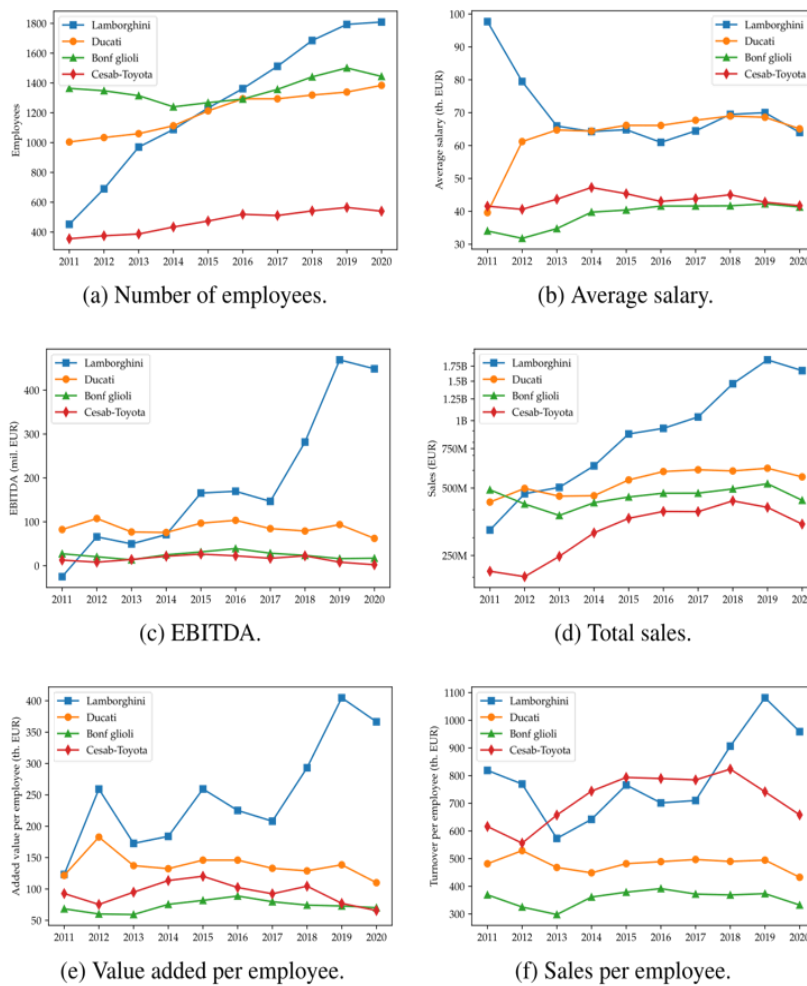 Lamborghini
Ducati
Bonf glioli
Cesab-Toyota
1800
1600
1400
1200
1000
800
600
400
Employees
2011 2012 2013 2014 2015 2016 2017 2018 2019 2020
(a) Number of employees.
Lamborghini
Ducati
Bonf glioli
Cesab-Toyota
100
90
80
70
60
50
40
30
Average salary (th. EUR)
2011 2012 2013 2014 2015 2016 2017 2018 2019 2020
(b) Average salary.
Lamborghini
Ducati
Bonf glioli
Cesab-Toyota
400
300
200
100
0
EBITDA (mil. EUR)
2011 2012 2013 2014 2015 2016 2017 2018 2019 2020
(c) EBITDA.
Lamborghini
Ducati
Bonf glioli
Cesab-Toyota
1.75B
1.5B
1.25B
1B
750M
500M
250M
Sales (EUR)
2011 2012 2013 2014 2015 2016 2017 2018 2019 2020
(d) Total sales.
Lamborghini
Ducati
Bonf glioli
Cesab-Toyota
400
350
300
250
200
150
100
50
Added value per employee (th. EUR)
2011 2012 2013 2014 2015 2016 2017 2018 2019 2020
(e) Value added per employee.
Lamborghini
Ducati
Bonf glioli
Cesab-Toyota
1100
1000
900
800
700
600
500
400
300
Turnover per employee (th. EUR)
2011 2012 2013 2014 2015 2016 2017 2018 2019 2020
(f) Sales per employee.